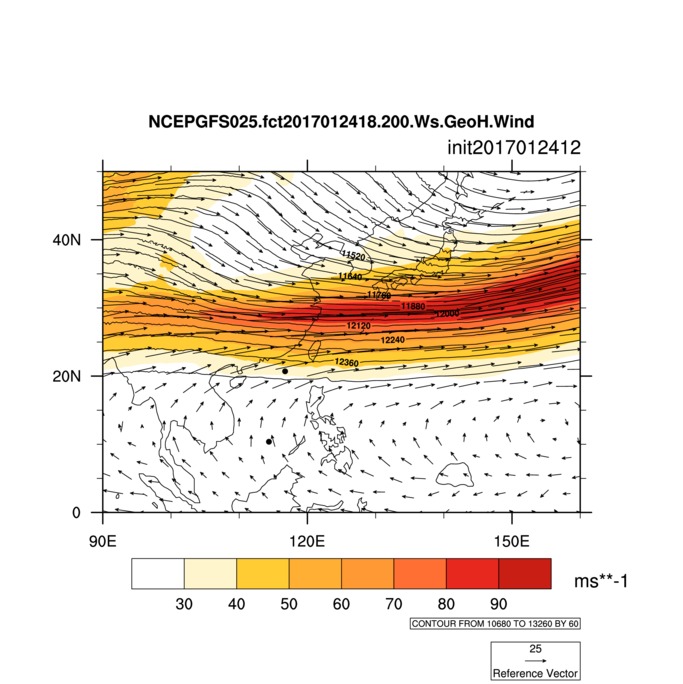 NCEPGFS025.fct2017012418.200.Ws.GeoH.Wind
init2017012412
40N
20N
0
11520
11640
11760
11880
12000
12120
12240
12360
90E
120E
150E
30
40
50
60
70
80
90
ms**-1
CONTOUR FROM 10680 TO 13260 BY 60
25
Reference Vector